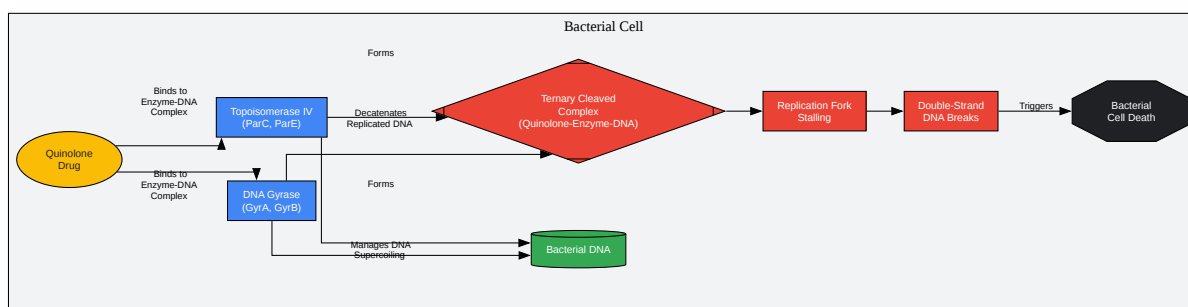 Bacterial Cell
Forms
Binds to
Enzyme-DNA
Complex
Topoisomerase IV
(ParC, ParE)
Decatenates
Replicated DNA
Ternary Cleaved
Complex
(Quinolone-Enzyme-DNA)
Replication Fork
Stalling
Double-Strand
DNA Breaks
Triggers
Bacterial
Cell Death
Quinolone
Drug
Binds to
Enzyme-DNA
Complex
DNA Gyrase
(GyrA, GyrB)
Forms
Manages DNA
Supercoiling
Bacterial DNA